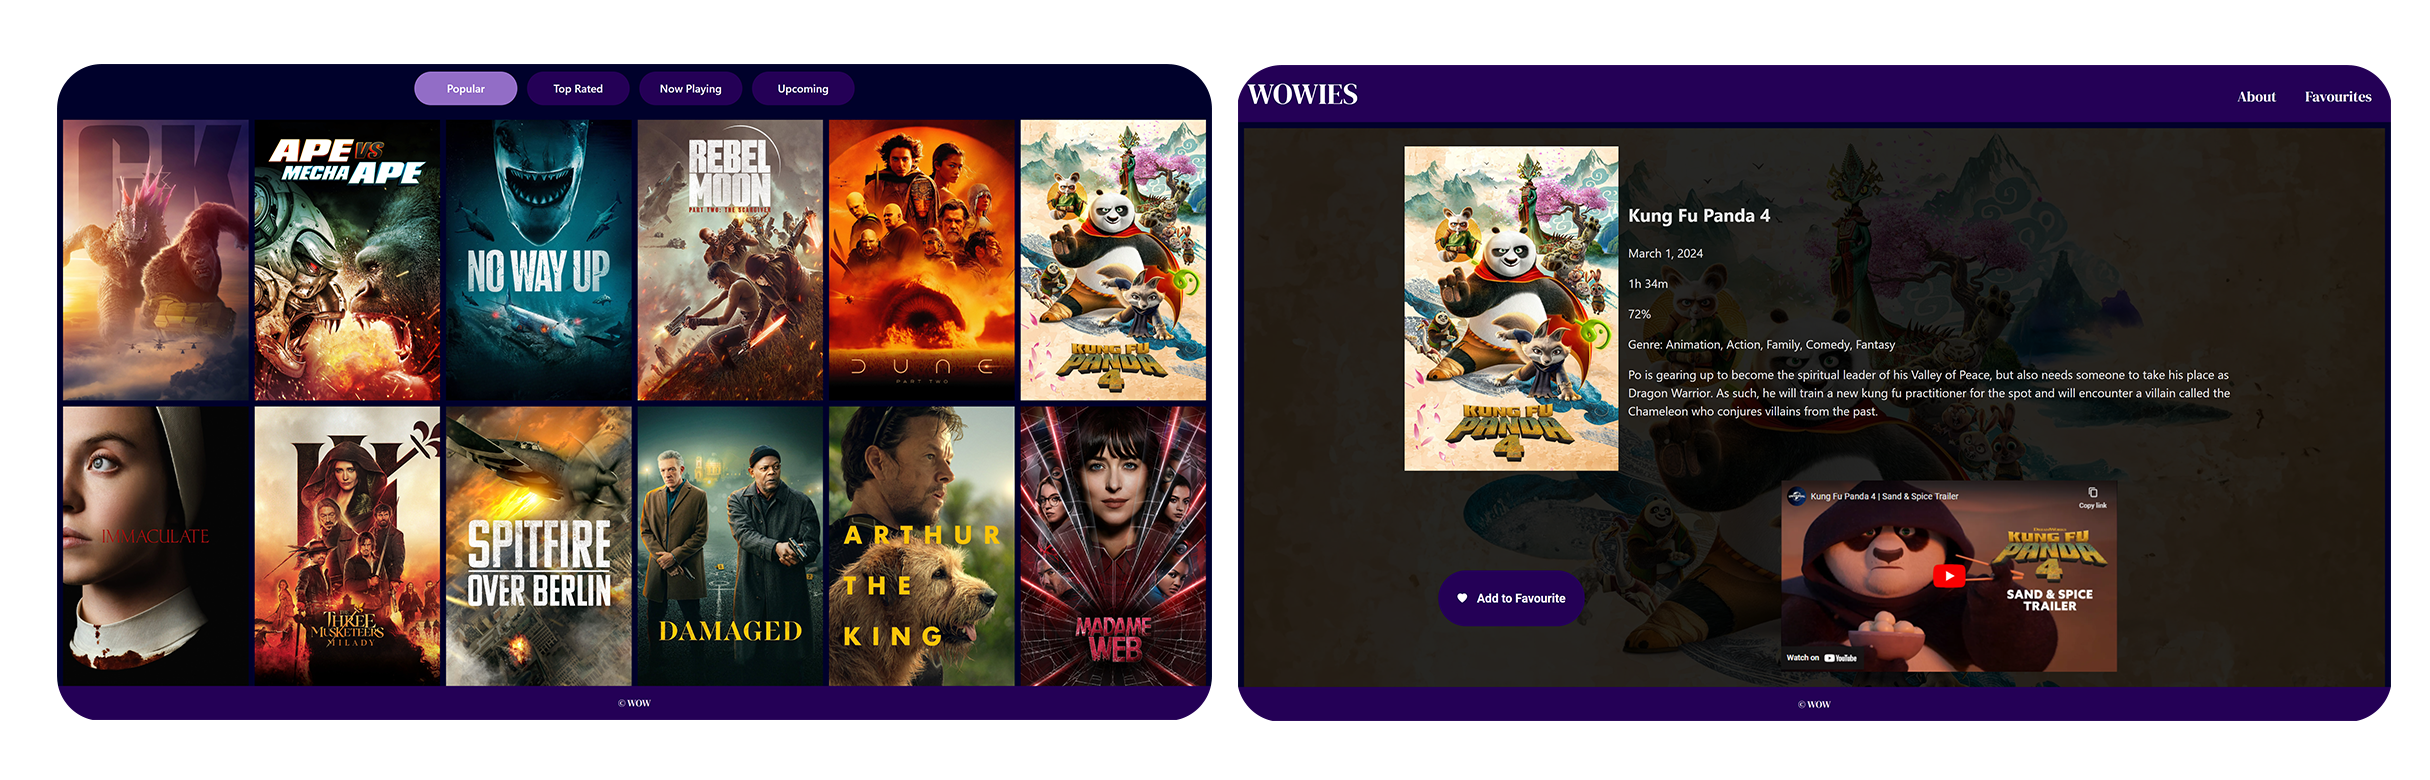 Popular
Top Rated
Now Playing
Upcoming
GK
APE VS
MECHA APE
NO WAY UP
REBEL
MOON
PART TWO: THE SCARGIVER
DUNE
PART TWO
KUNG FU
PANDA
4
IMMACULATE
THE
THREE
MUSKETEERS
MILADY
SPITFIRE
OVER BERLIN
DAMAGED
ARTHUR
THE
KING
MADAME
WEB
© WOW
WOWIES
About
Favourites
KUNG FU
PANDA
4
Kung Fu Panda 4
March 1, 2024
1h 34m
72%
Genre: Animation, Action, Family, Comedy, Fantasy
Po is gearing up to become the spiritual leader of his Valley of Peace, but also needs someone to take his place as
Dragon Warrior. As such, he will train a new kung fu practitioner for the spot and will encounter a villain called the
Chameleon who conjures villains from the past.
Add to Favourite
Kung Fu Panda 4 | Sand & Spice Trailer
Copy link
DREAMWORKS
KUNG FU
PANDA
4
SAND & SPICE
TRAILER
Watch on YouTube
© WOW